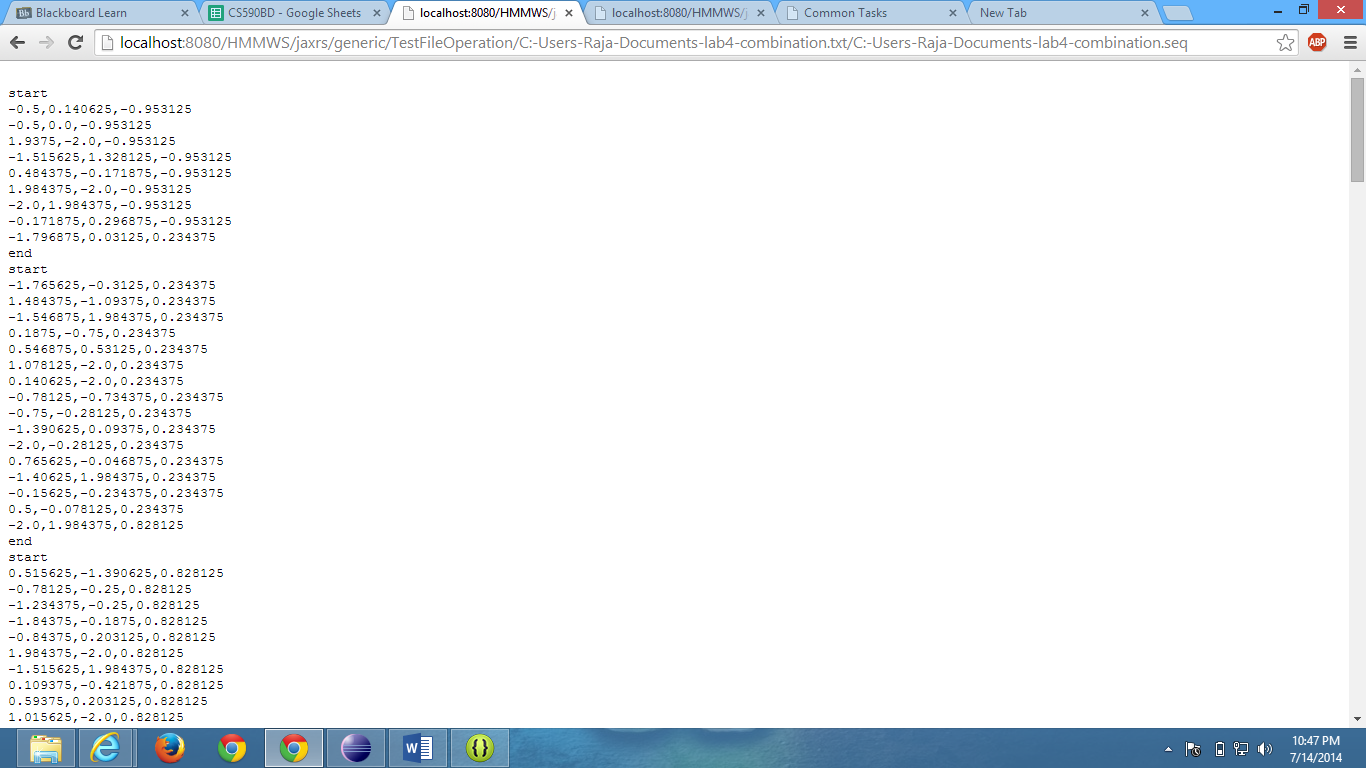 Blackboard Learn
CS590BD - Google Sheets
localhost:8080/HMMWS/j
localhost:8080/HMMWS/j
Common Tasks
New Tab
localhost:8080/HMMWS/jaxrs/generic/TestFileOperation/C:-Users-Raja-Documents-lab4-combination.txt/C:-Users-Raja-Documents-lab4-combination.seq
ABP
start
-0.5,0.140625,-0.953125
-0.5,0.0,-0.953125
1.9375,-2.0,-0.953125
-1.515625,1.328125,-0.953125
0.484375,-0.171875,-0.953125
1.984375,-2.0,-0.953125
-2.0,1.984375,-0.953125
-0.171875,0.296875,-0.953125
-1.796875,0.03125,0.234375
end
start
-1.765625,-0.3125,0.234375
1.484375,-1.09375,0.234375
-1.546875,1.984375,0.234375
0.1875,-0.75,0.234375
0.546875,0.53125,0.234375
1.078125,-2.0,0.234375
0.140625,-2.0,0.234375
-0.78125,-0.734375,0.234375
-0.75,-0.28125,0.234375
-1.390625,0.09375,0.234375
-2.0,-0.28125,0.234375
0.765625,-0.046875,0.234375
-1.40625,1.984375,0.234375
-0.15625,-0.234375,0.234375
0.5,-0.078125,0.234375
-2.0,1.984375,0.828125
end
start
0.515625,-1.390625,0.828125
-0.78125,-0.25,0.828125
-1.234375,-0.25,0.828125
-1.84375,-0.1875,0.828125
-0.84375,0.203125,0.828125
1.984375,-2.0,0.828125
-1.515625,1.984375,0.828125
0.109375,-0.421875,0.828125
0.59375,0.203125,0.828125
1.015625,-2.0,0.828125
10:47 PM
7/14/2014